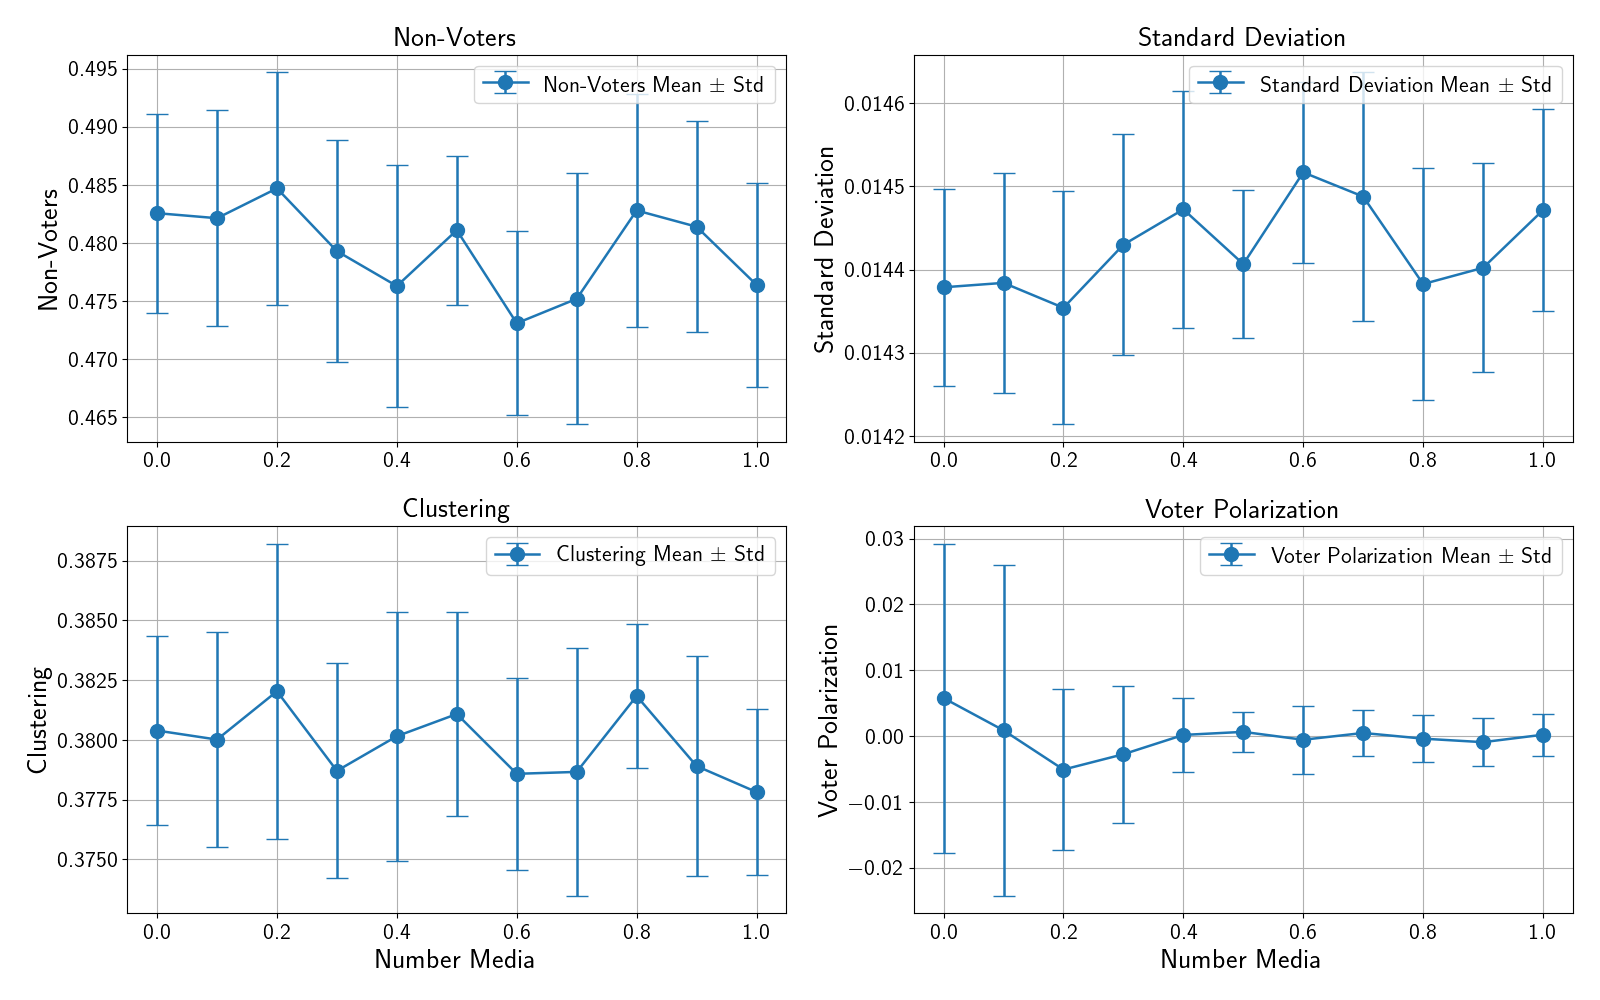 Non-Voters
Non-Voters
0.495
0.490
0.485
0.480
0.475
0.470
0.465
Non-Voters Mean ± Std
0.0 0.2 0.4 0.6 0.8 1.0
Standard Deviation
Standard Deviation
0.0146
0.0145
0.0144
0.0143
0.0142
Standard Deviation Mean ± Std
0.0 0.2 0.4 0.6 0.8 1.0
Clustering
Clustering
0.3875
0.3850
0.3825
0.3800
0.3775
0.3750
Clustering Mean ± Std
0.0 0.2 0.4 0.6 0.8 1.0
Number Media
Voter Polarization
Voter Polarization
0.03
0.02
0.01
0.00
−0.01
−0.02
Voter Polarization Mean ± Std
0.0 0.2 0.4 0.6 0.8 1.0
Number Media